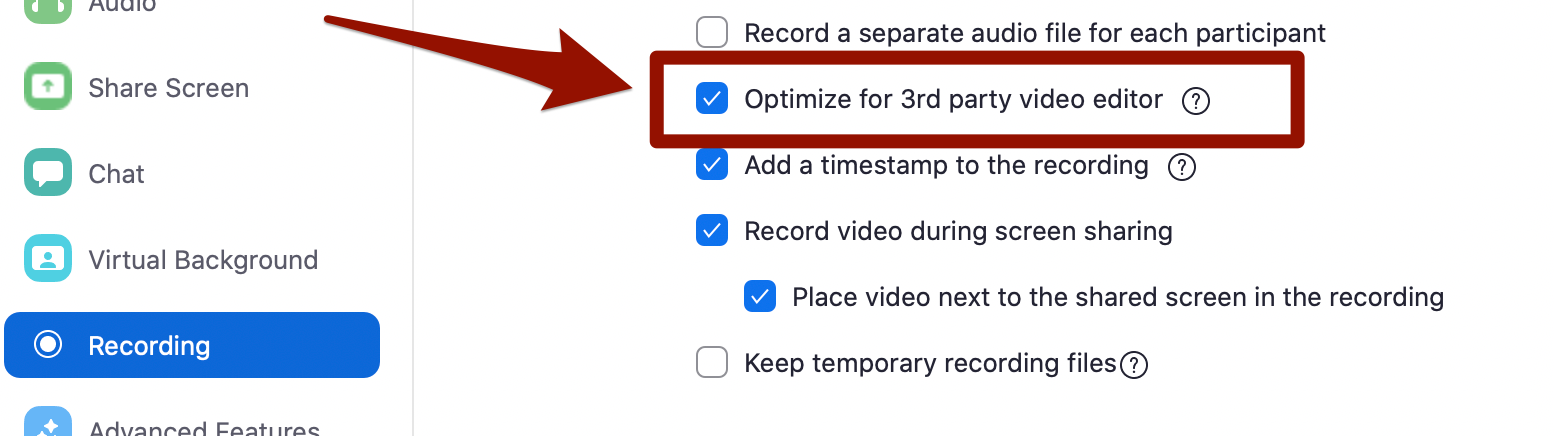 Audio
Share Screen
Chat
Virtual Background
Recording
Advanced Features
Record a separate audio file for each participant
Optimize for 3rd party video editor ?
Add a timestamp to the recording ?
Record video during screen sharing
Place video next to the shared screen in the recording
Keep temporary recording files ?